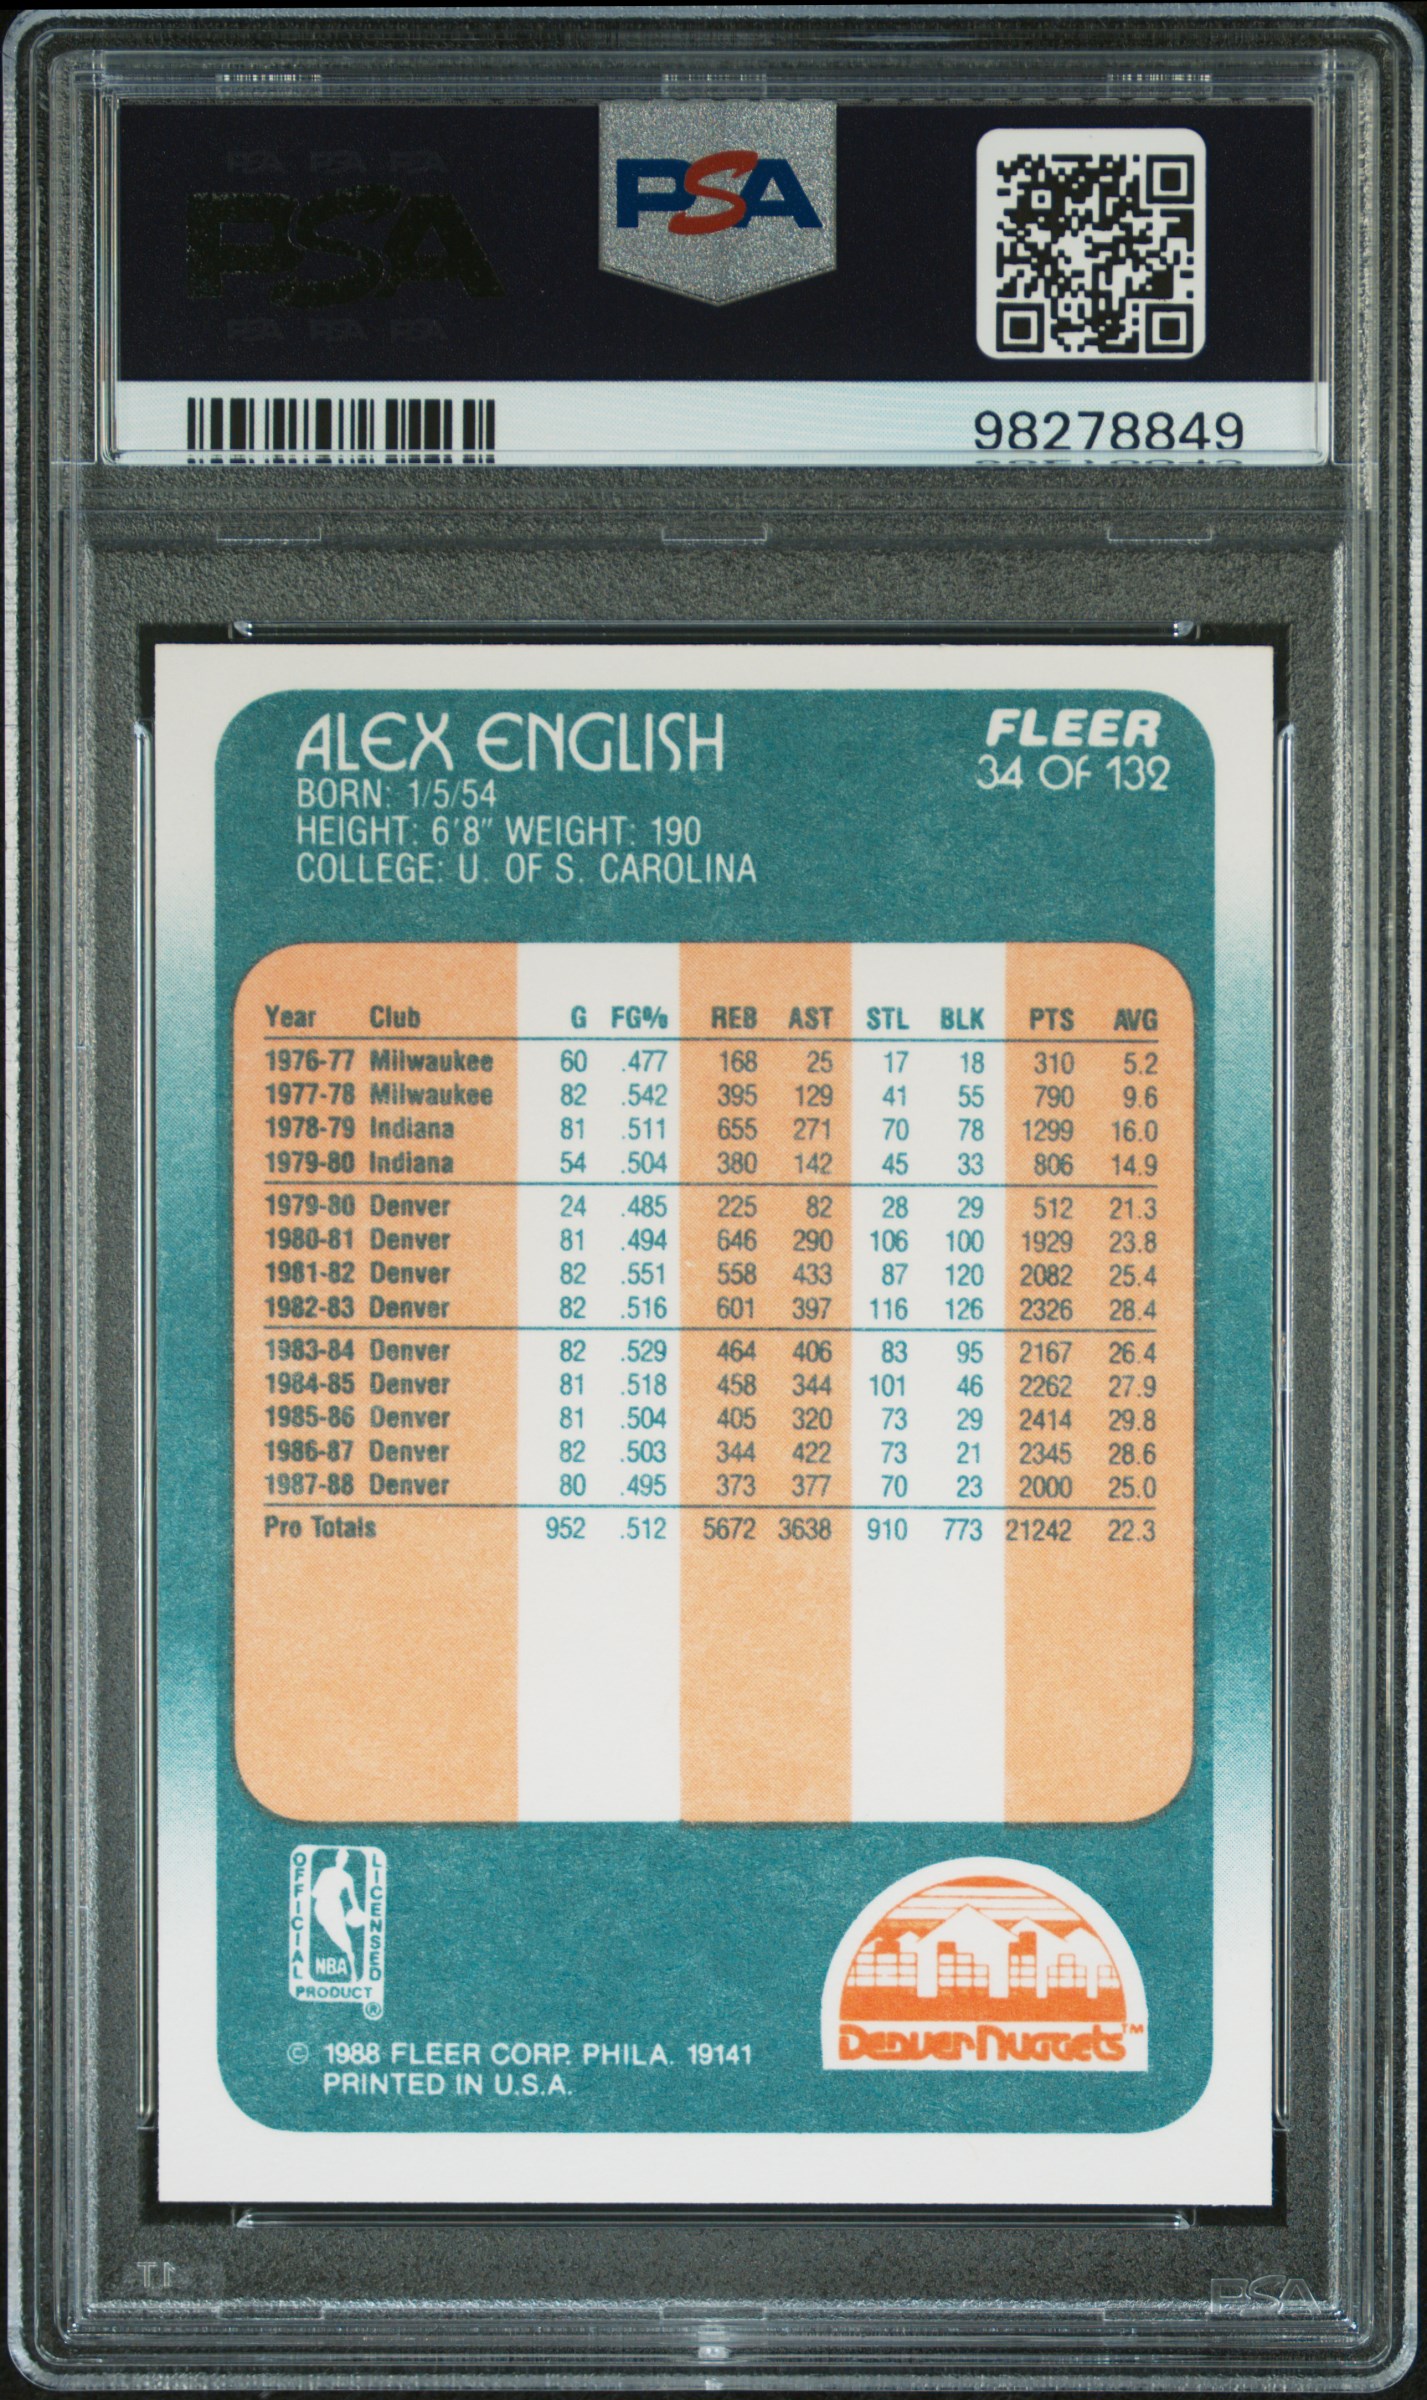 PSA PSA PSA
PSA
PSA PSA PSA
PSA
98278849
ALEX ENGLISH
FLEER
34 OF 132
BORN: 1/5/54
HEIGHT: 6'8" WEIGHT: 190
COLLEGE: U. OF S. CAROLINA
Year Club G FG% REB AST STL BLK PTS AVG
1976-77 Milwaukee 60 .477 168 25 17 18 310 5.2
1977-78 Milwaukee 82 .542 395 129 41 55 790 9.6
1978-79 Indiana 81 .511 655 271 70 78 1299 16.0
1979-80 Indiana 54 .504 380 142 45 33 806 14.9
1979-80 Denver 24 .485 225 82 28 29 512 21.3
1980-81 Denver 81 .494 646 290 106 100 1929 23.8
1981-82 Denver 82 .551 558 433 87 120 2082 25.4
1982-83 Denver 82 .516 601 397 116 126 2326 28.4
1983-84 Denver 82 .529 464 406 83 95 2167 26.4
1984-85 Denver 81 .518 458 344 101 46 2262 27.9
1985-86 Denver 81 .504 405 320 73 29 2414 29.8
1986-87 Denver 82 .503 344 422 73 21 2345 28.6
1987-88 Denver 80 .495 373 377 70 23 2000 25.0
Pro Totals 952 .512 5672 3638 910 773 21242 22.3
OFFICIAL
LICENSED
NBA
PRODUCT
®
Denver Nuggets™
© 1988 FLEER CORP. PHILA. 19141
PRINTED IN U.S.A.
PSA